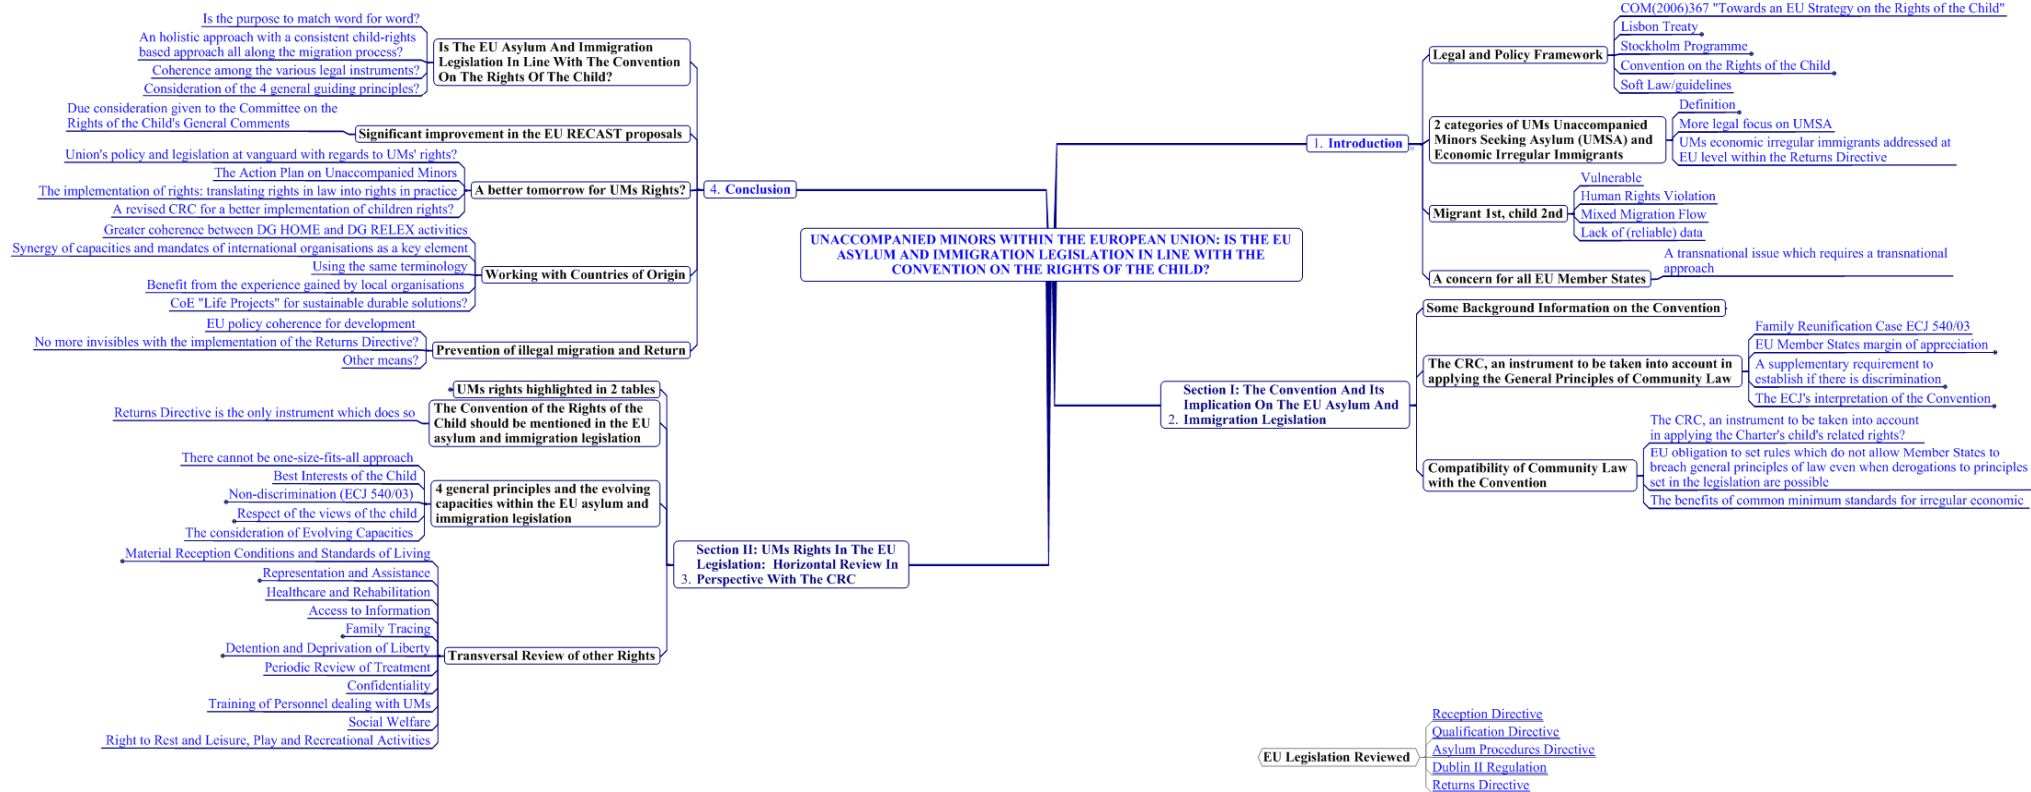 UNACCOMPANIED MINORS WITHIN THE EUROPEAN UNION: IS THE EU
ASYLUM AND IMMIGRATION LEGISLATION IN LINE WITH THE
CONVENTION ON THE RIGHTS OF THE CHILD?
1. Introduction
Legal and Policy Framework
COM(2006)367 "Towards an EU Strategy on the Rights of the Child"
Lisbon Treaty
Stockholm Programme
Convention on the Rights of the Child
Soft Law/guidelines
2 categories of UMs Unaccompanied
Minors Seeking Asylum (UMSA) and
Economic Irregular Immigrants
Definition
More legal focus on UMSA
UMs economic irregular immigrants addressed at
EU level within the Returns Directive
Migrant 1st, child 2nd
Vulnerable
Human Rights Violation
Mixed Migration Flow
Lack of (reliable) data
A concern for all EU Member States
A transnational issue which requires a transnational
approach
Section I: The Convention And Its
Implication On The EU Asylum And
2. Immigration Legislation
Some Background Information on the Convention
The CRC, an instrument to be taken into account in
applying the General Principles of Community Law
Family Reunification Case ECJ 540/03
EU Member States margin of appreciation
A supplementary requirement to
establish if there is discrimination
The ECJ's interpretation of the Convention
Compatibility of Community Law
with the Convention
The CRC, an instrument to be taken into account
in applying the Charter's child's related rights?
EU obligation to set rules which do not allow Member States to
breach general principles of law even when derogations to principles
set in the legislation are possible
The benefits of common minimum standards for irregular economic
Section II: UMs Rights In The EU
Legislation: Horizontal Review In
3. Perspective With The CRC
UMs rights highlighted in 2 tables
The Convention of the Rights of the
Child should be mentioned in the EU
asylum and immigration legislation
Returns Directive is the only instrument which does so
4 general principles and the evolving
capacities within the EU asylum and
immigration legislation
There cannot be one-size-fits-all approach
Best Interests of the Child
Non-discrimination (ECJ 540/03)
Respect of the views of the child
The consideration of Evolving Capacities
Transversal Review of other Rights
Material Reception Conditions and Standards of Living
Representation and Assistance
Healthcare and Rehabilitation
Access to Information
Family Tracing
Detention and Deprivation of Liberty
Periodic Review of Treatment
Confidentiality
Training of Personnel dealing with UMs
Social Welfare
Right to Rest and Leisure, Play and Recreational Activities
4. Conclusion
Is The EU Asylum And Immigration
Legislation In Line With The Convention
On The Rights Of The Child?
Is the purpose to match word for word?
An holistic approach with a consistent child-rights
based approach all along the migration process?
Coherence among the various legal instruments?
Consideration of the 4 general guiding principles?
Significant improvement in the EU RECAST proposals
Due consideration given to the Committee on the
Rights of the Child's General Comments
A better tomorrow for UMs Rights?
Union's policy and legislation at vanguard with regards to UMs' rights?
The Action Plan on Unaccompanied Minors
The implementation of rights: translating rights in law into rights in practice
A revised CRC for a better implementation of children rights?
Working with Countries of Origin
Greater coherence between DG HOME and DG RELEX activities
Synergy of capacities and mandates of international organisations as a key element
Using the same terminology
Benefit from the experience gained by local organisations
CoE "Life Projects" for sustainable durable solutions?
Prevention of illegal migration and Return
EU policy coherence for development
No more invisibles with the implementation of the Returns Directive?
Other means?
EU Legislation Reviewed
Reception Directive
Qualification Directive
Asylum Procedures Directive
Dublin II Regulation
Returns Directive